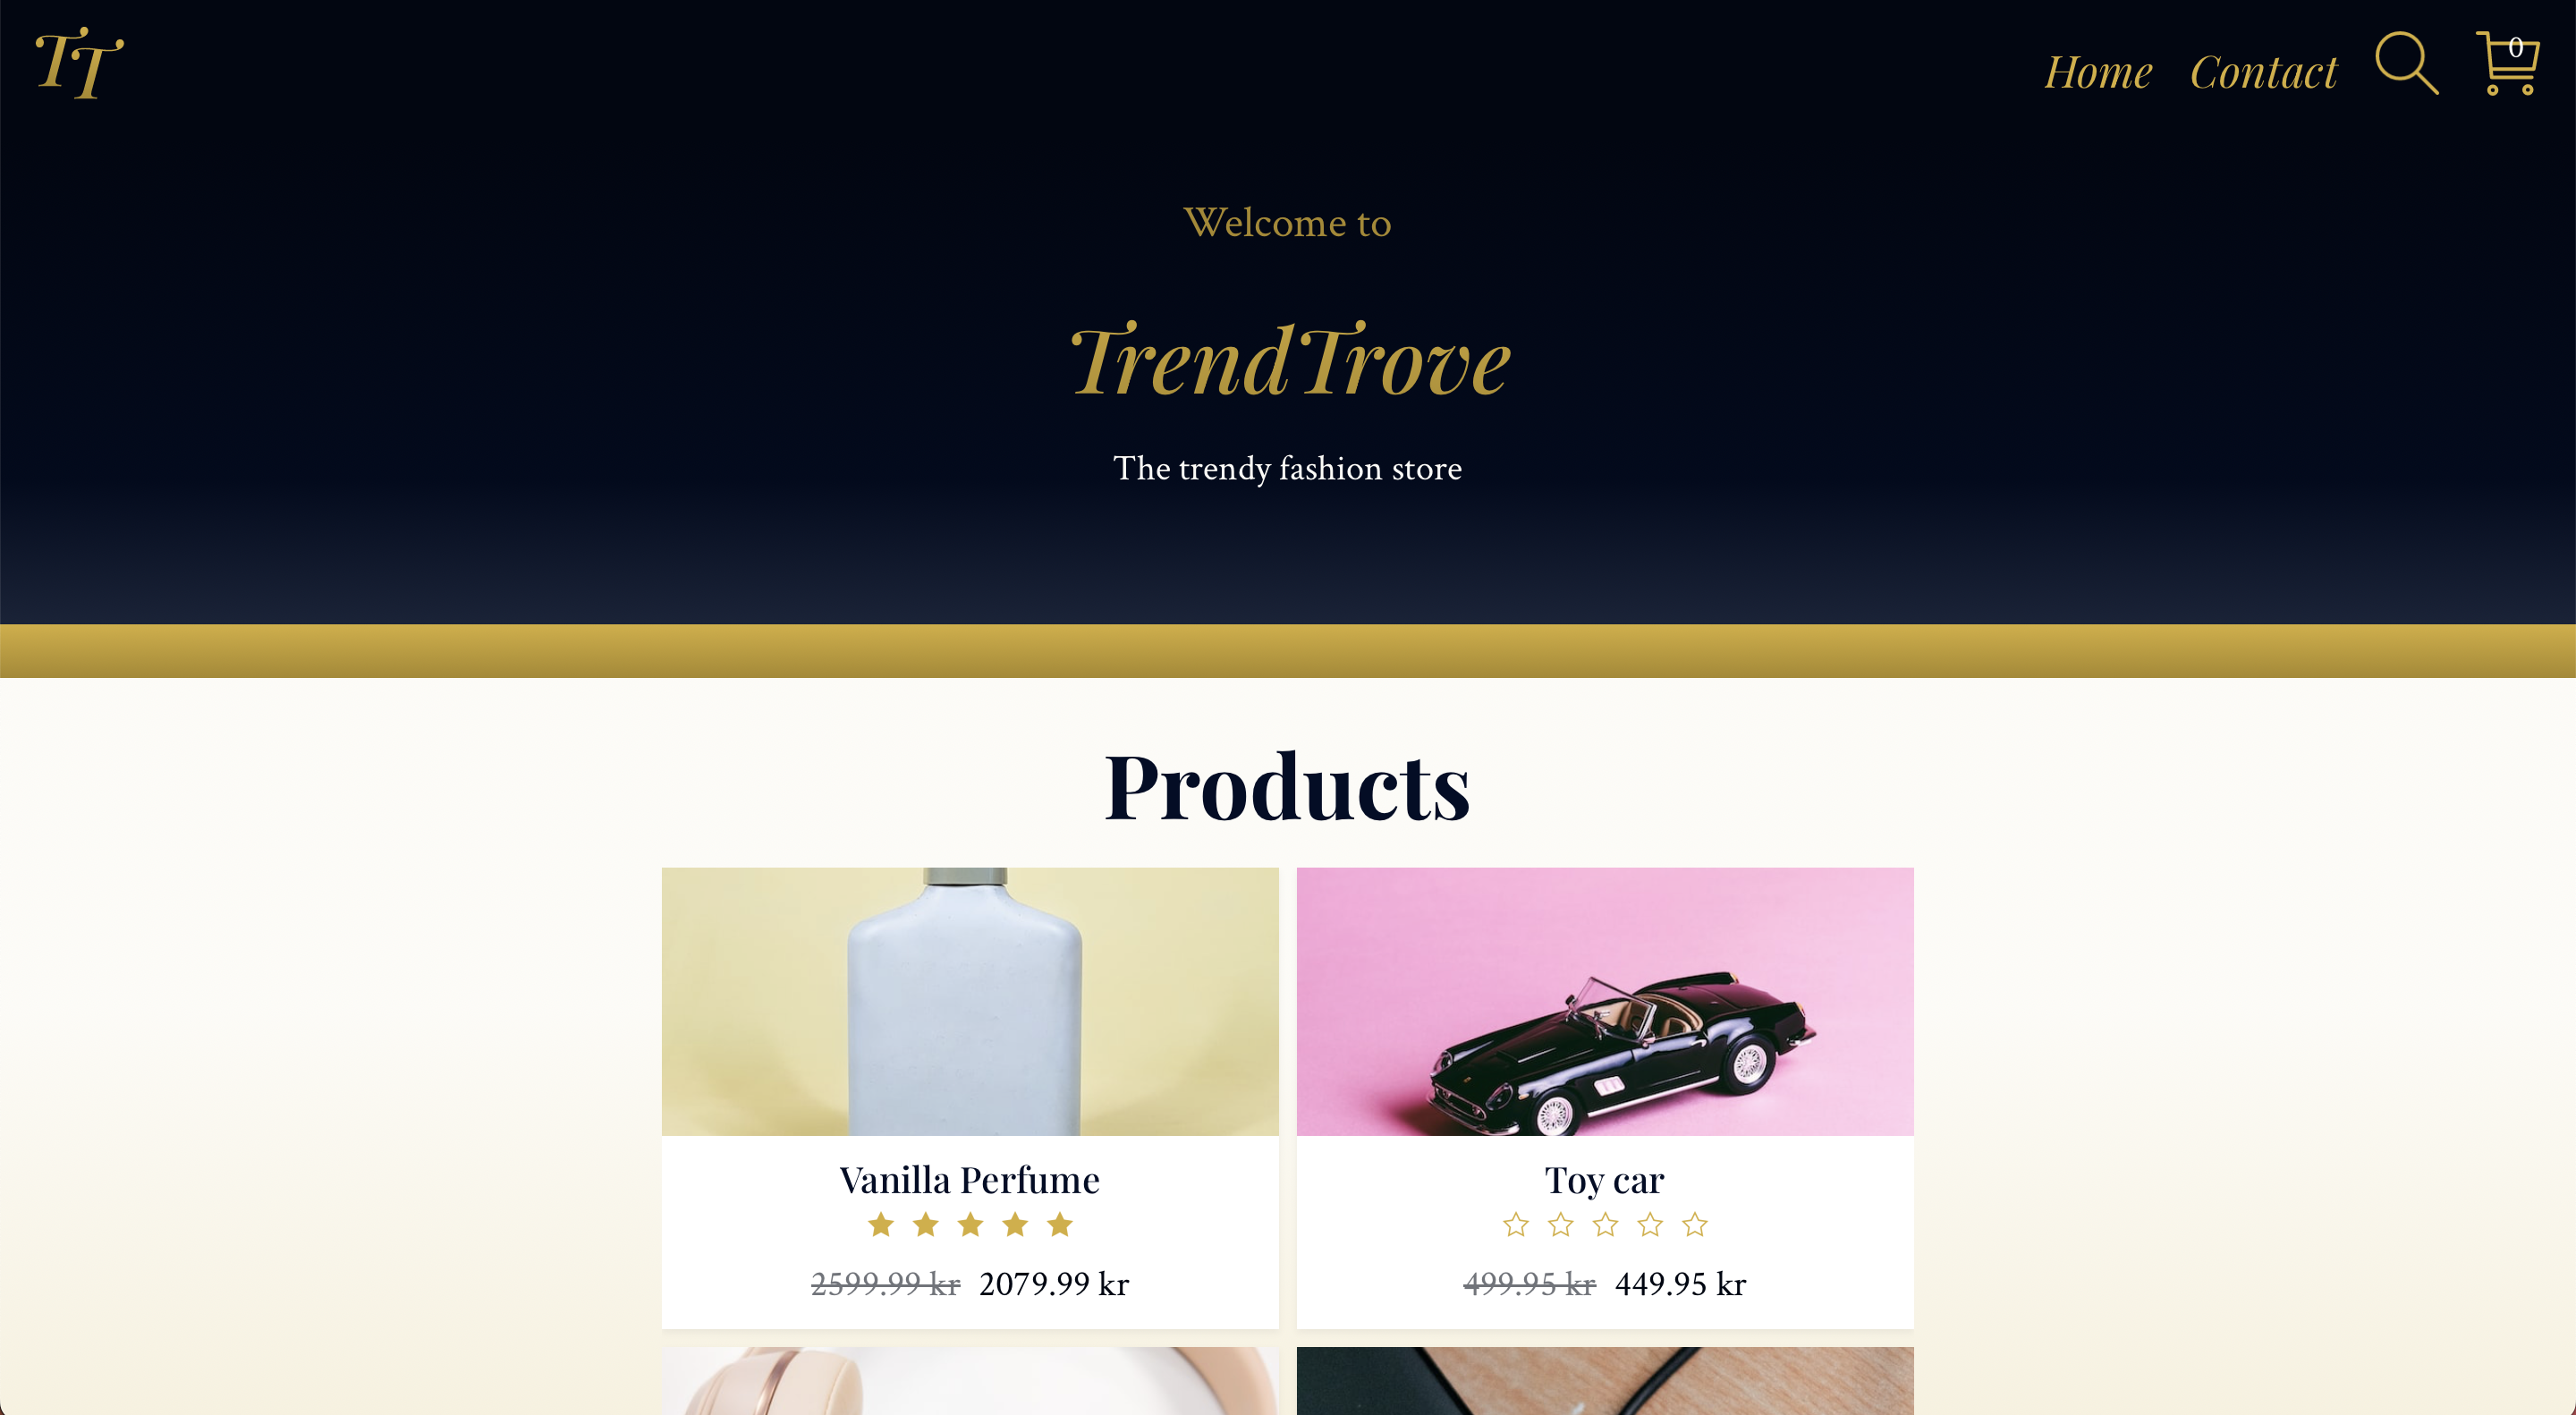 TT
Home Contact 0
Welcome to
TrendTrove
The trendy fashion store
Products
Vanilla Perfume
2599.99 kr 2079.99 kr
Toy car
499.95 kr 449.95 kr